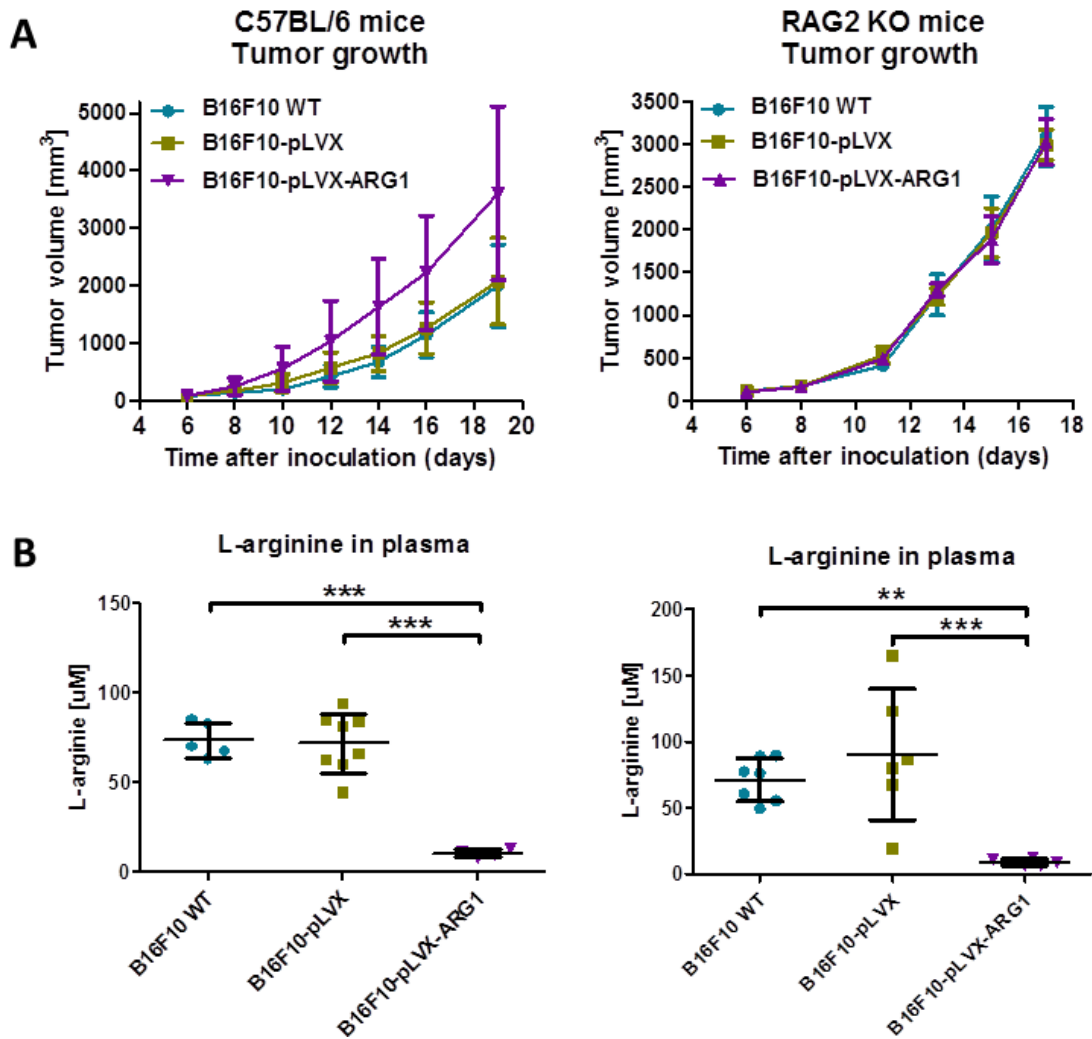 A
C57BL/6 mice
Tumor growth
B16F10 WT
B16F10-pLVX
B16F10-pLVX-ARG1
Tumor volume [mm³]
5000
4000
3000
2000
1000
0
4 6 8 10 12 14 16 18 20
Time after inoculation (days)
RAG2 KO mice
Tumor growth
B16F10 WT
B16F10-pLVX
B16F10-pLVX-ARG1
Tumor volume [mm³]
3500
3000
2500
2000
1500
1000
500
0
4 6 8 10 12 14 16 18
Time after inoculation (days)
B
L-arginine in plasma
***
***
L-arginie [uM]
150
100
50
0
B16F10 WT
B16F10-pLVX
B16F10-pLVX-ARG1
L-arginine in plasma
**
***
L-arginine [uM]
200
150
100
50
0
B16F10 WT
B16F10-pLVX
B16F10-pLVX-ARG1